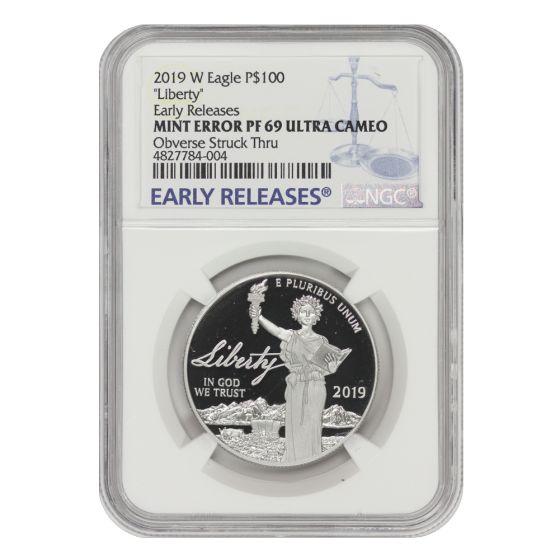 2019 W Eagle P$100
"Liberty"
Early Releases
MINT ERROR PF 69 ULTRA CAMEO
Obverse Struck Thru
4827784-004
EARLY RELEASES®
NGC®
E PLURIBUS UNUM
Liberty
IN GOD
WE TRUST
2019